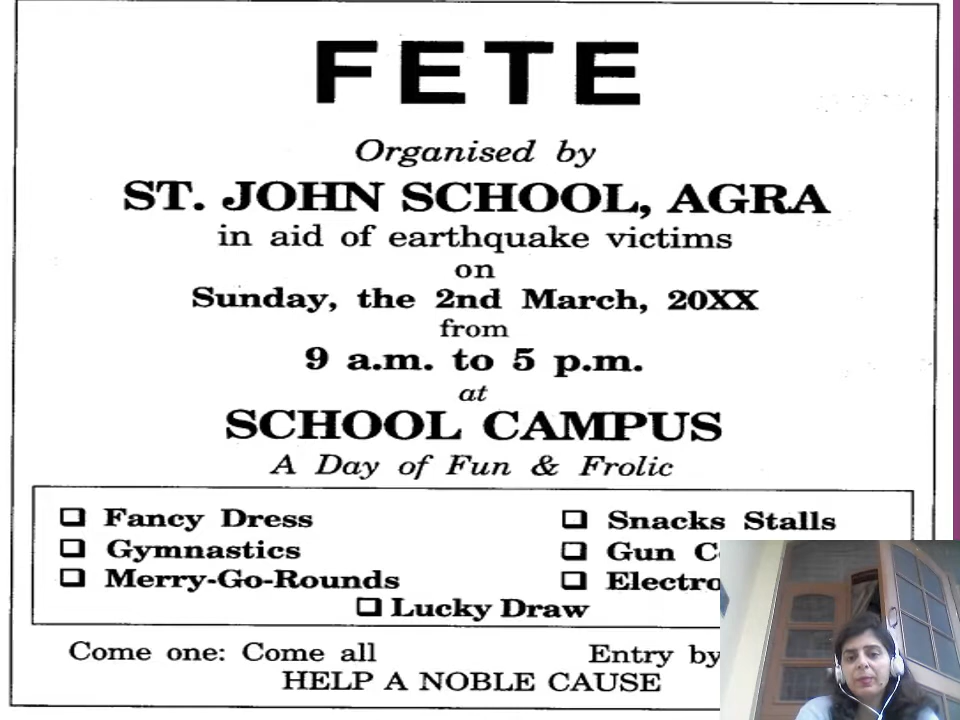 FETE
Organised by
ST. JOHN SCHOOL, AGRA
in aid of earthquake victims
on
Sunday, the 2nd March, 20XX
from
9 a.m. to 5 p.m.
at
SCHOOL CAMPUS
A Day of Fun & Frolic
❑ Fancy Dress ❑ Snacks Stalls
❑ Gymnastics ❑ Gun
❑ Merry-Go-Rounds ❑
❑ Lucky Draw
Come one: Come all Entry by
HELP A NOBLE CAUSE